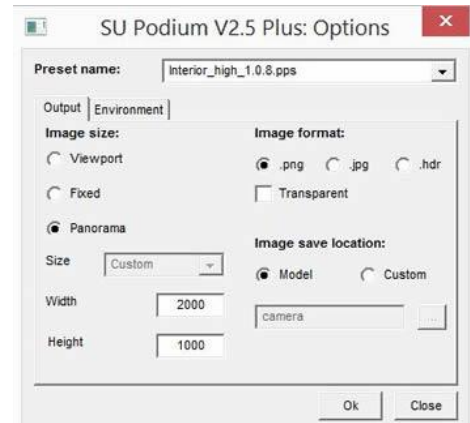 SU Podium V2.5 Plus: Options
Preset name: Interior_high_1.0.8.pps
Output Environment
Image size: Image format:
Viewport .png .jpg .hdr
Fixed Transparent
Panorama
Image save location:
Size Custom Model Custom
Width 2000 camera ...
Height 1000
Ok Close